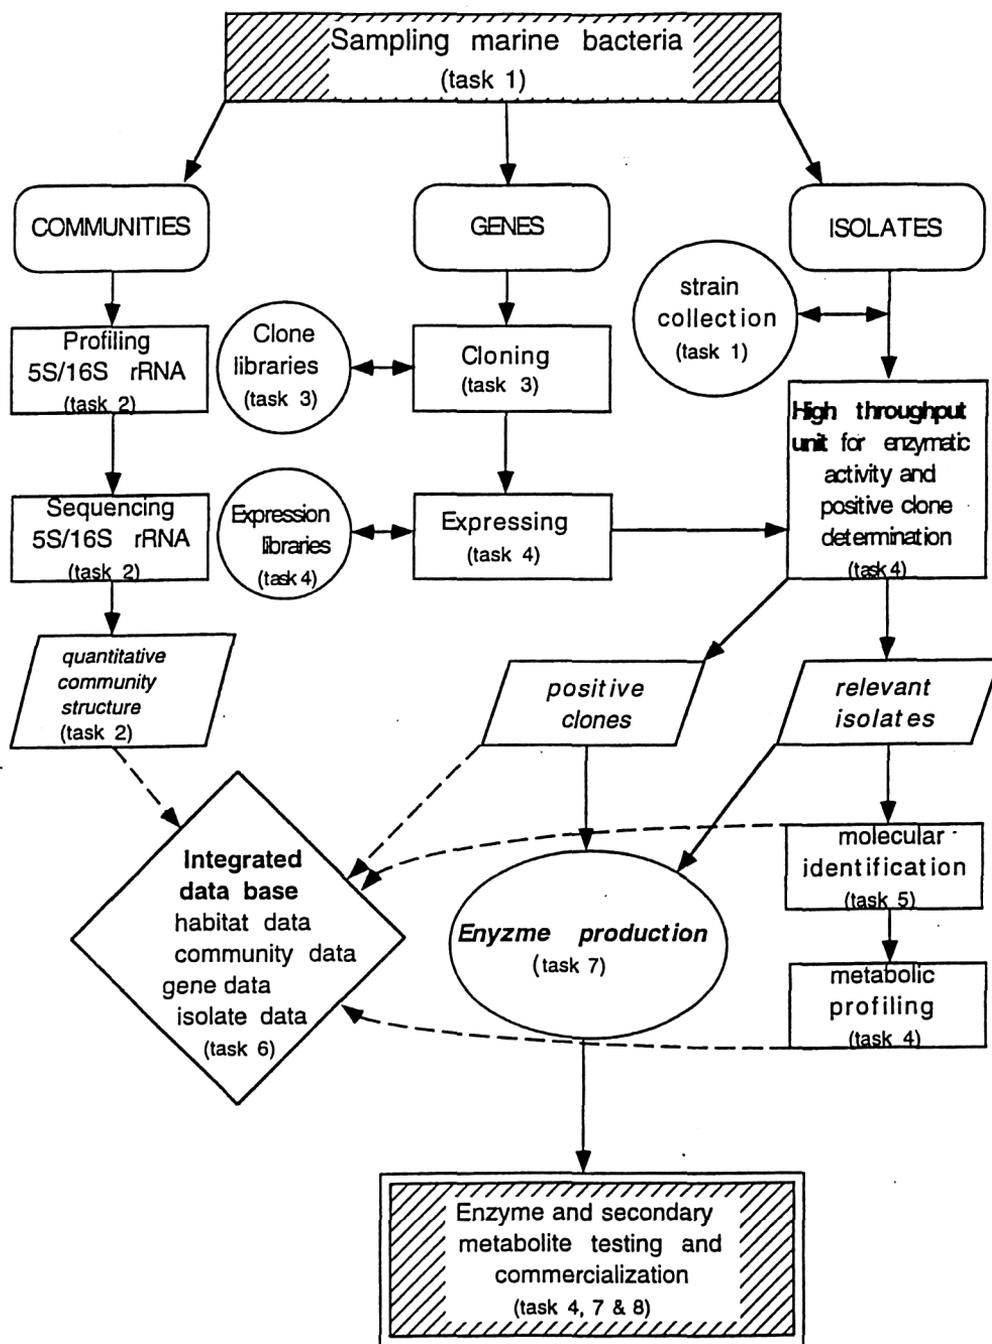 Sampling marine bacteria
(task 1)
COMMUNITIES
GENES
ISOLATES
strain
collection
(task 1)
Profiling
5S/16S rRNA
(task 2)
Clone
libraries
(task 3)
Cloning
(task 3)
High throughput
unit for enzymatic
activity and
positive clone
determination
(task 4)
Sequencing
5S/16S rRNA
(task 2)
Expression
libraries
(task 4)
Expressing
(task 4)
quantitative
community
structure
(task 2)
positive
clones
relevant
isolates
Integrated
data base
habitat data
community data
gene data
isolate data
(task 6)
Enyzme production
(task 7)
molecular
identification
(task 5)
metabolic
profiling
(task 4)
Enzyme and secondary
metabolite testing and
commercialization
(task 4, 7 & 8)